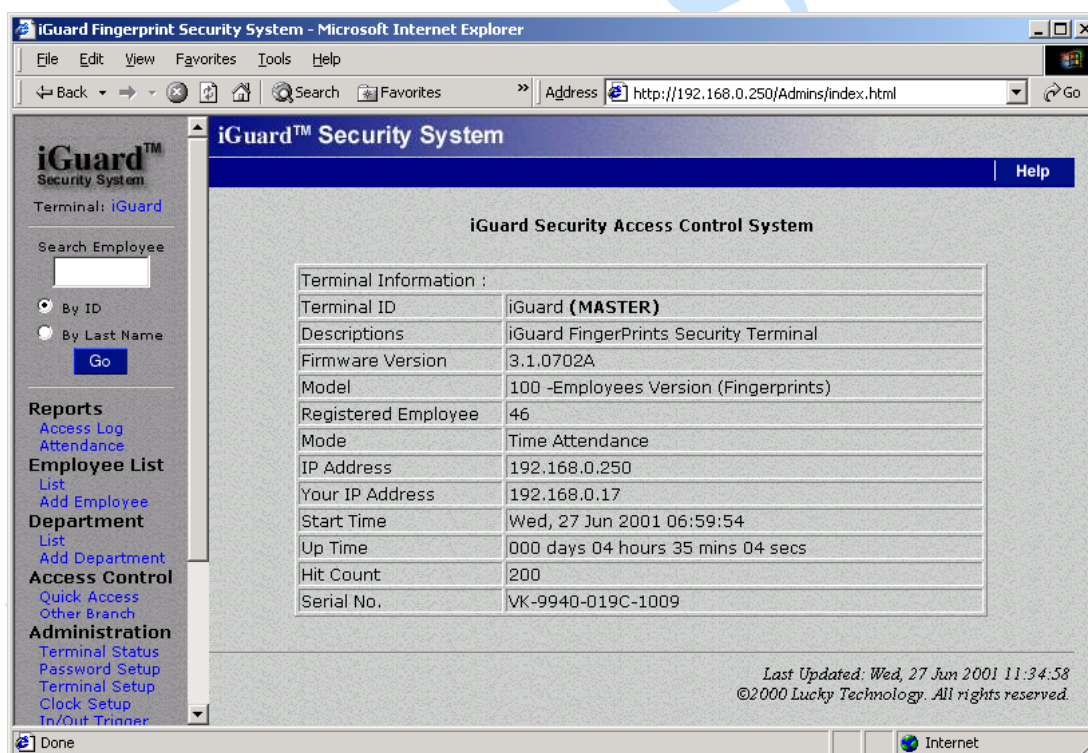 iGuard Fingerprint Security System - Microsoft Internet Explorer
File Edit View Favorites Tools Help
Back Search Favorites » Address http://192.168.0.250/Admins/index.html Go
iGuard™
Security System
Terminal: iGuard
Search Employee
By ID
By Last Name
Go
Reports
Access Log
Attendance
Employee List
List
Add Employee
Department
List
Add Department
Access Control
Quick Access
Other Branch
Administration
Terminal Status
Password Setup
Terminal Setup
Clock Setup
In/Out Trigger
iGuard™ Security System
Help
iGuard Security Access Control System
Terminal Information :
Terminal ID iGuard (MASTER)
Descriptions iGuard FingerPrints Security Terminal
Firmware Version 3.1.0702A
Model 100 -Employees Version (Fingerprints)
Registered Employee 46
Mode Time Attendance
IP Address 192.168.0.250
Your IP Address 192.168.0.17
Start Time Wed, 27 Jun 2001 06:59:54
Up Time 000 days 04 hours 35 mins 04 secs
Hit Count 200
Serial No. VK-9940-019C-1009
Last Updated: Wed, 27 Jun 2001 11:34:58
©2000 Lucky Technology. All rights reserved.
Done Internet